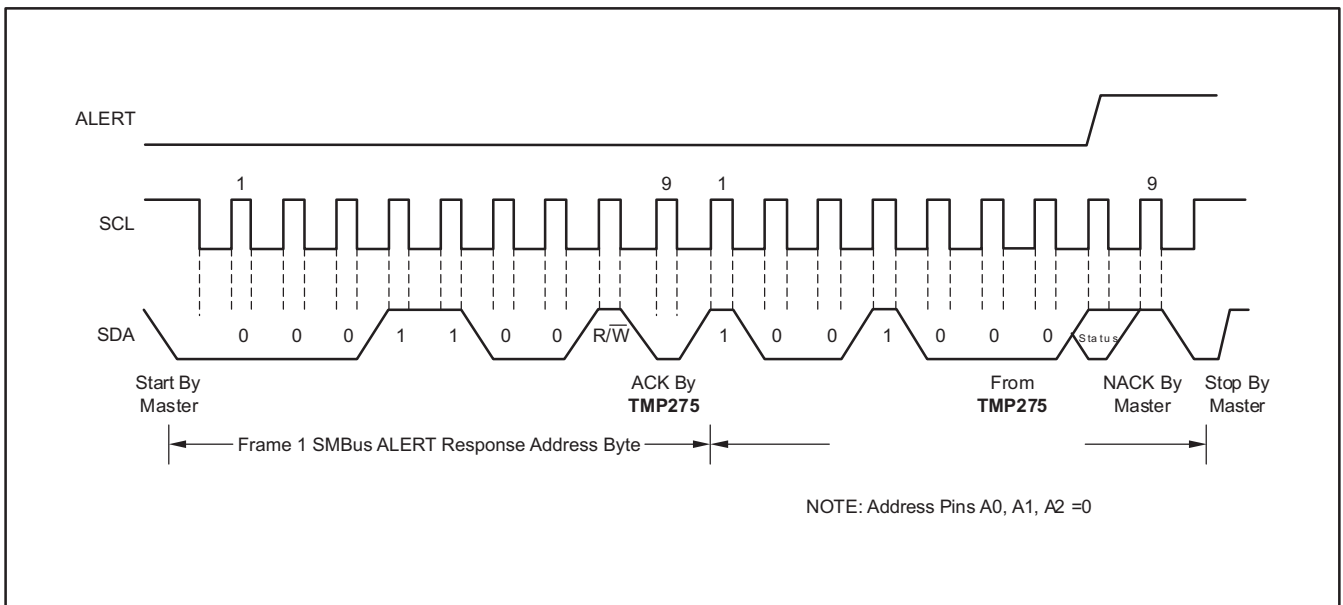 ALERT
1 9 1 9
SCL
SDA 0 0 0 1 1 0 0 R/W̅ 1 0 0 1 0 0 0 Status
Start By Master
ACK By TMP275
From TMP275
NACK By Master
Stop By Master
Frame 1 SMBus ALERT Response Address Byte
NOTE: Address Pins A0, A1, A2 =0